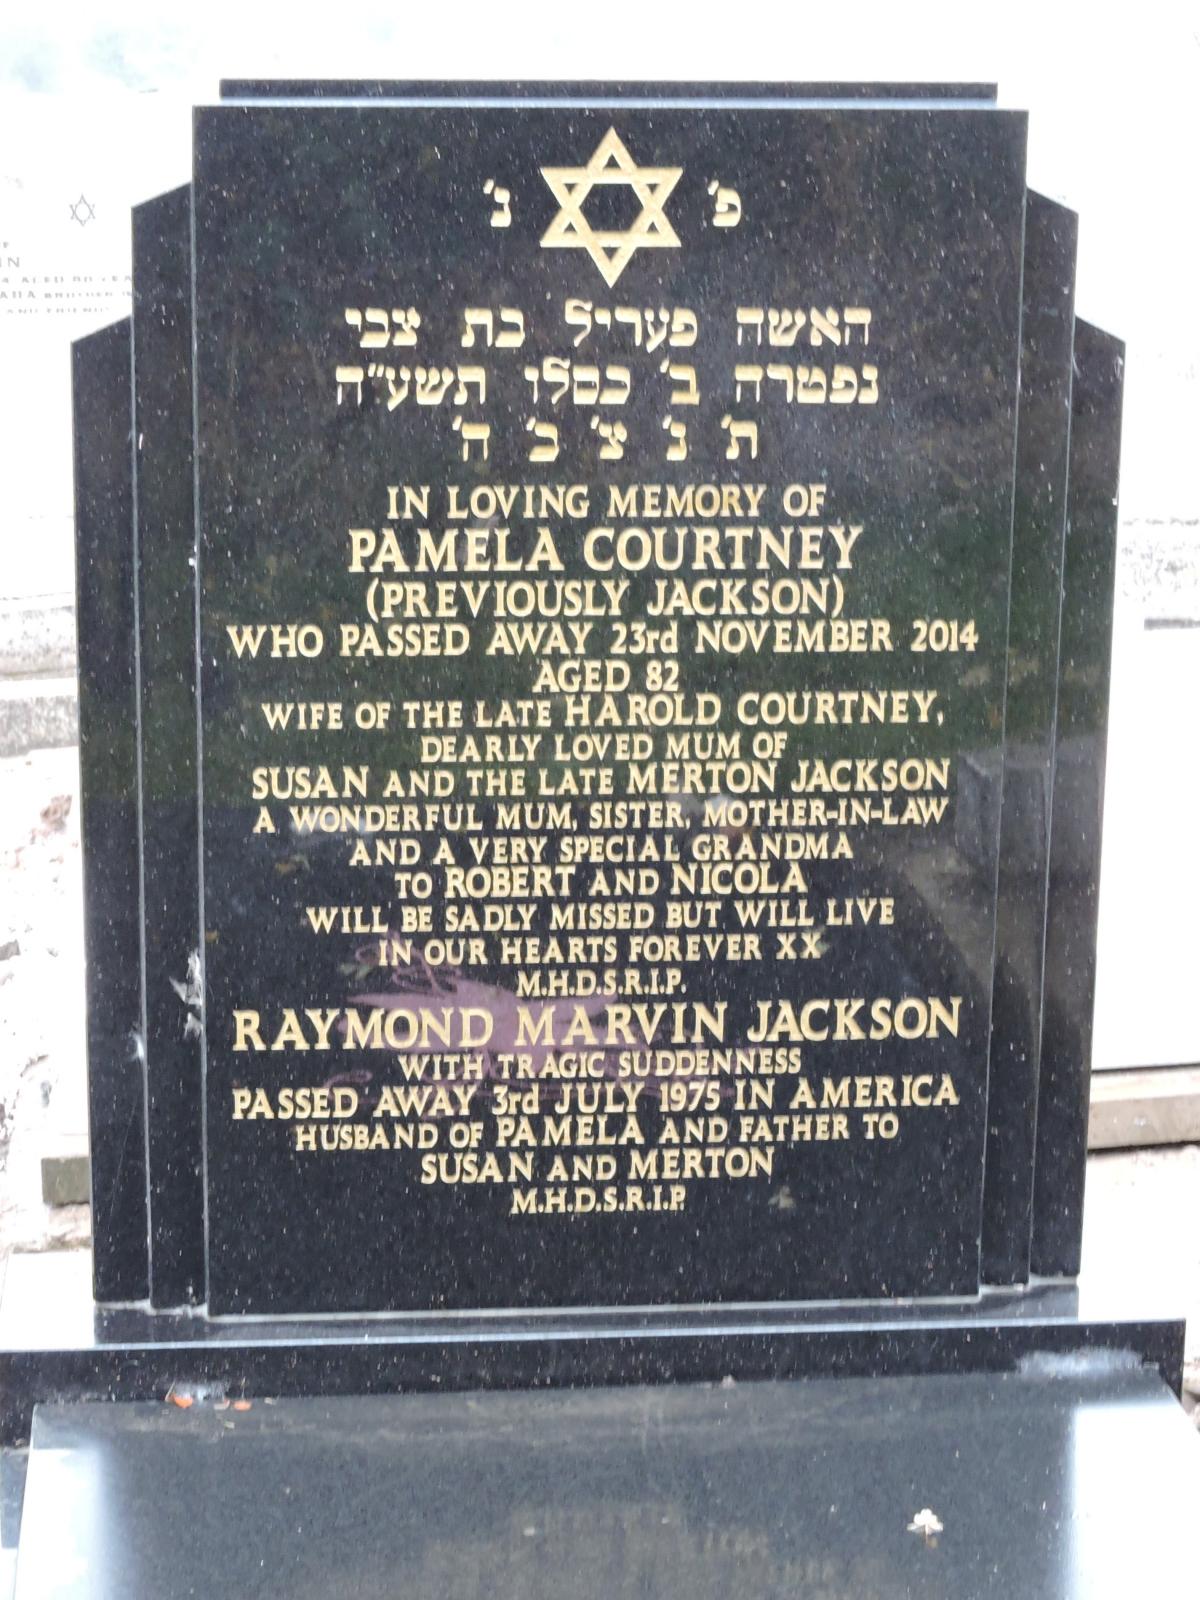 פ' נ'
האשה פעריל בת צבי
נפטרה ב' כסלו תשע"ה
ת' נ' צ' ב' ה'
IN LOVING MEMORY OF
PAMELA COURTNEY
(PREVIOUSLY JACKSON)
WHO PASSED AWAY 23rd NOVEMBER 2014
AGED 82
WIFE OF THE LATE HAROLD COURTNEY,
DEARLY LOVED MUM OF
SUSAN AND THE LATE MERTON JACKSON
A WONDERFUL MUM, SISTER, MOTHER-IN-LAW
AND A VERY SPECIAL GRANDMA
TO ROBERT AND NICOLA
WILL BE SADLY MISSED BUT WILL LIVE
IN OUR HEARTS FOREVER XX
M.H.D.S.R.I.P.
RAYMOND MARVIN JACKSON
WITH TRAGIC SUDDENNESS
PASSED AWAY 3rd JULY 1975 IN AMERICA
HUSBAND OF PAMELA AND FATHER TO
SUSAN AND MERTON
M.H.D.S.R.I.P.